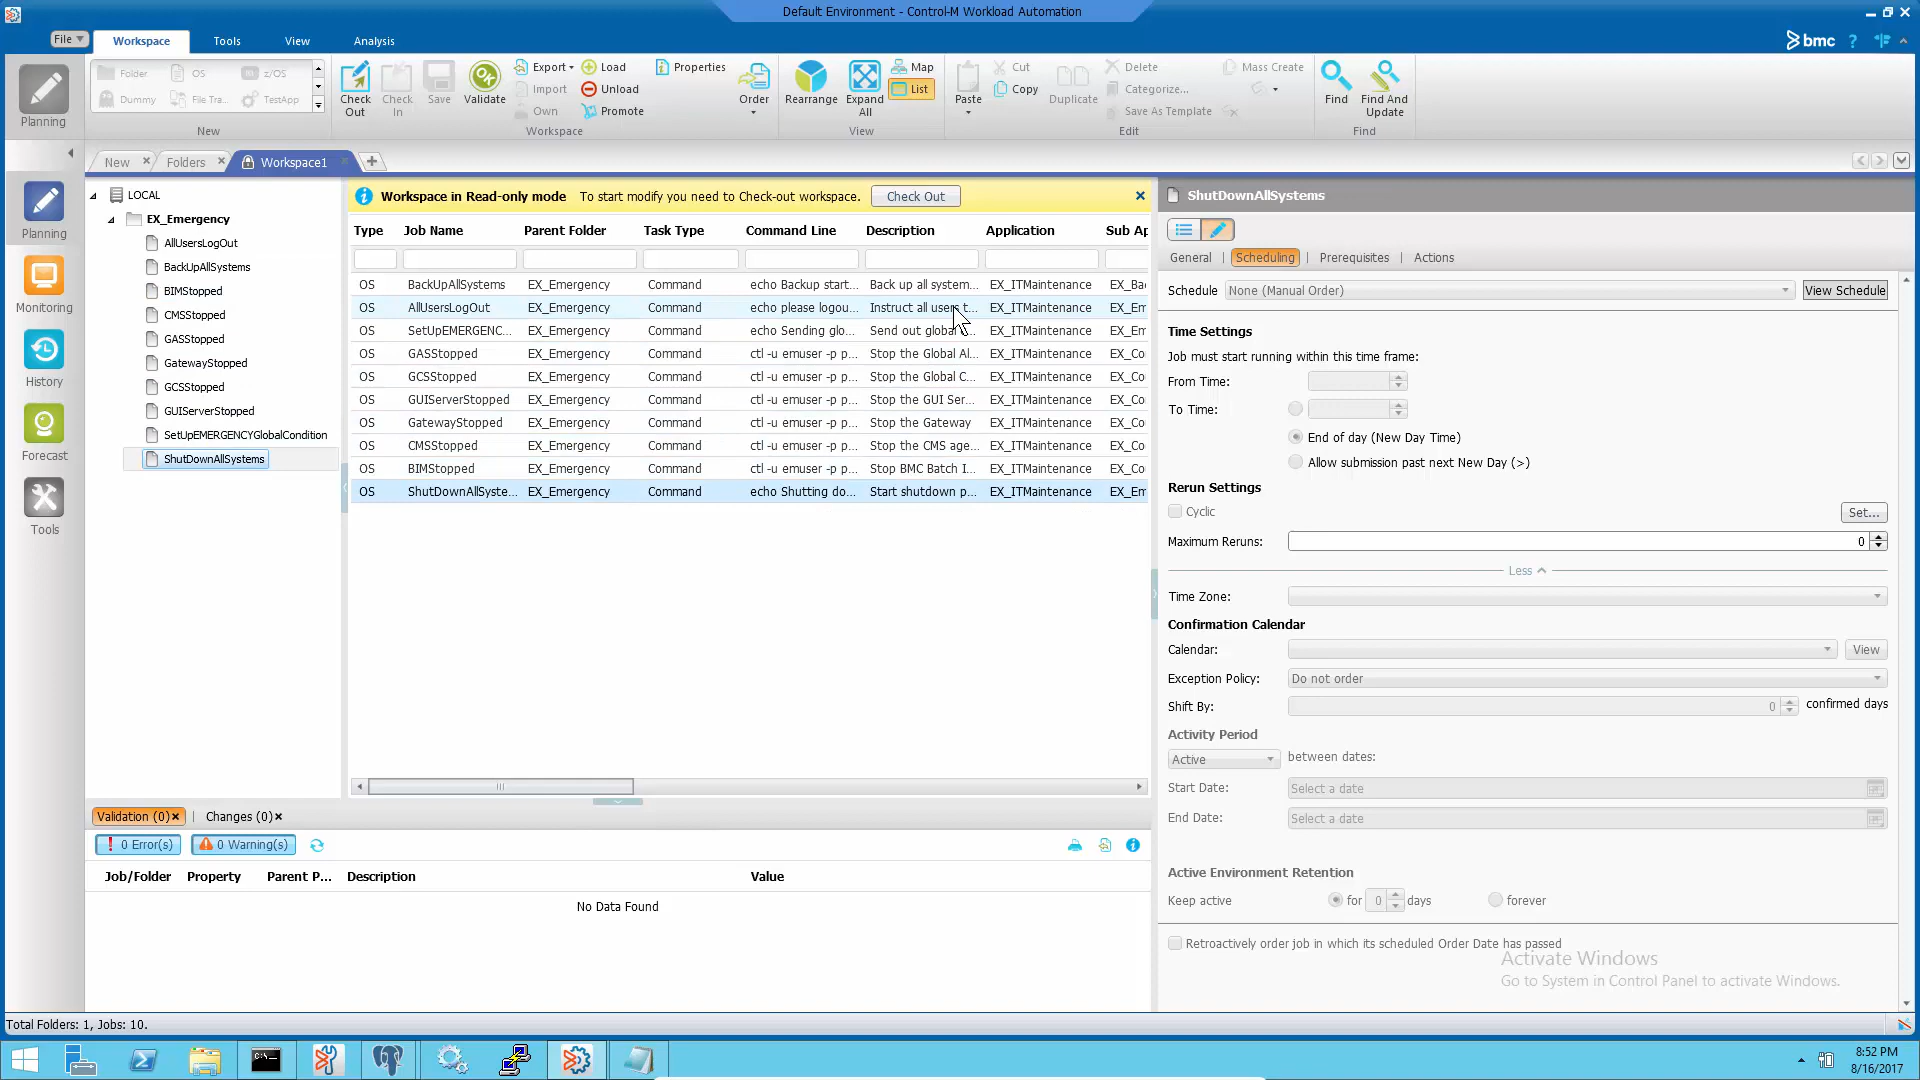 Default Environment - Control-M Workload Automation
File
Workspace
Tools
View
Analysis
bmc
?
Planning
Folder
OS
z/OS
Dummy
File Tra...
TestApp
New
Check Out
Check In
Save
Validate
Export
Import
Own
Load
Unload
Promote
Properties
Order
Workspace
Rearrange
Expand All
Map
List
View
Paste
Cut
Copy
Duplicate
Delete
Categorize...
Save As Template
Mass Create
Edit
Find
Find And Update
Find
New
Folders
Workspace1
Planning
Monitoring
History
Forecast
Tools
LOCAL
EX_Emergency
AllUsersLogOut
BackUpAllSystems
BIMStopped
CMSStopped
GASStopped
GatewayStopped
GCSStopped
GUIServerStopped
SetUpEMERGENCYGlobalCondition
ShutDownAllSystems
Workspace in Read-only mode To start modify you need to Check-out workspace. Check Out
Type Job Name Parent Folder Task Type Command Line Description Application Sub Ap
OS BackUpAllSystems EX_Emergency Command echo Backup start... Back up all system... EX_ITMaintenance EX_Ba
OS AllUsersLogOut EX_Emergency Command echo please logou... Instruct all users t... EX_ITMaintenance EX_Em
OS SetUpEMERGENC... EX_Emergency Command echo Sending glo... Send out global EX_ITMaintenance EX_Em
OS GASStopped EX_Emergency Command ctl -u emuser -p p... Stop the Global Al... EX_ITMaintenance EX_Co
OS GCSStopped EX_Emergency Command ctl -u emuser -p p... Stop the Global C... EX_ITMaintenance EX_Co
OS GUIServerStopped EX_Emergency Command ctl -u emuser -p p... Stop the GUI Ser... EX_ITMaintenance EX_Co
OS GatewayStopped EX_Emergency Command ctl -u emuser -p p... Stop the Gateway EX_ITMaintenance EX_Co
OS CMSStopped EX_Emergency Command ctl -u emuser -p p... Stop the CMS age... EX_ITMaintenance EX_Co
OS BIMStopped EX_Emergency Command ctl -u emuser -p p... Stop BMC Batch I... EX_ITMaintenance EX_Co
OS ShutDownAllSyste... EX_Emergency Command echo Shutting do... Start shutdown p... EX_ITMaintenance EX_Em
ShutDownAllSystems
General | Scheduling | Prerequisites | Actions
Schedule None (Manual Order) View Schedule
Time Settings
Job must start running within this time frame:
From Time:
To Time:
End of day (New Day Time)
Allow submission past next New Day (>)
Rerun Settings
Cyclic
Set...
Maximum Reruns: 0
Less
Time Zone:
Confirmation Calendar
Calendar: View
Exception Policy: Do not order
Shift By: 0 confirmed days
Activity Period
Active between dates:
Start Date: Select a date
End Date: Select a date
Active Environment Retention
Keep active for 0 days forever
Retroactively order job in which its scheduled Order Date has passed
Activate Windows
Go to System in Control Panel to activate Windows.
Validation (0) | Changes (0)
0 Error(s) 0 Warning(s)
Job/Folder Property Parent P... Description Value
No Data Found
Total Folders: 1, Jobs: 10.
8:52 PM
8/16/2017